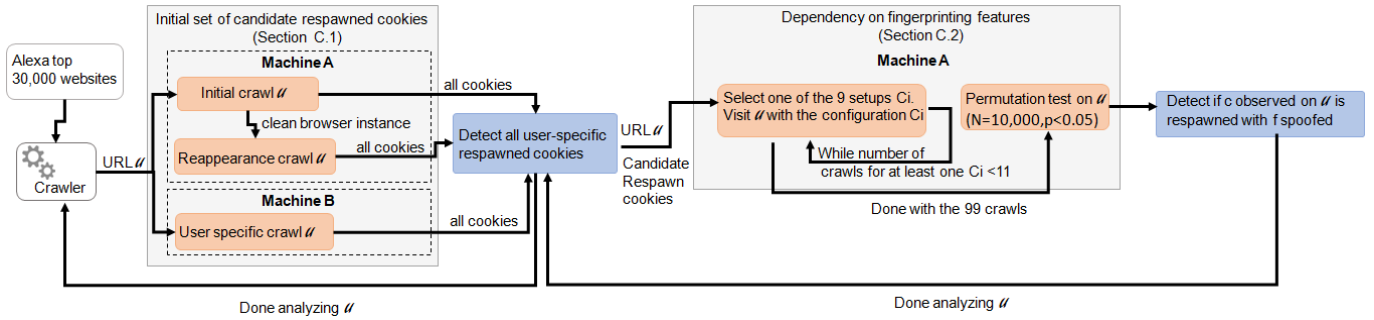 Initial set of candidate respawned cookies
(Section C.1)
Dependency on fingerprinting features
(Section C.2)
Alexa top
30,000 websites
Machine A
Machine A
Initial crawl 𝓊
all cookies
clean browser instance
Reappearance crawl 𝓊
all cookies
URL 𝓊
Crawler
Machine B
User specific crawl 𝓊
all cookies
Detect all user-specific
respawned cookies
URL 𝓊
Candidate
Respawn
cookies
Select one of the 9 setups Ci.
Visit 𝓊 with the configuration Ci
While number of
crawls for at least one Ci <11
Permutation test on 𝓊
(N=10,000,p<0.05)
Done with the 99 crawls
Detect if c observed on 𝓊 is
respawned with f spoofed
Done analyzing 𝓊
Done analyzing 𝓊